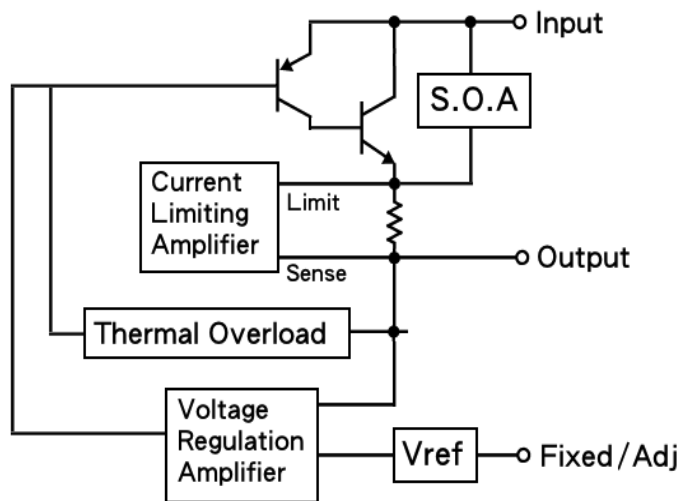 Input
S.O.A
Current
Limiting
Amplifier
Limit
Sense
Output
Thermal Overload
Voltage
Regulation
Amplifier
Vref
Fixed/Adj